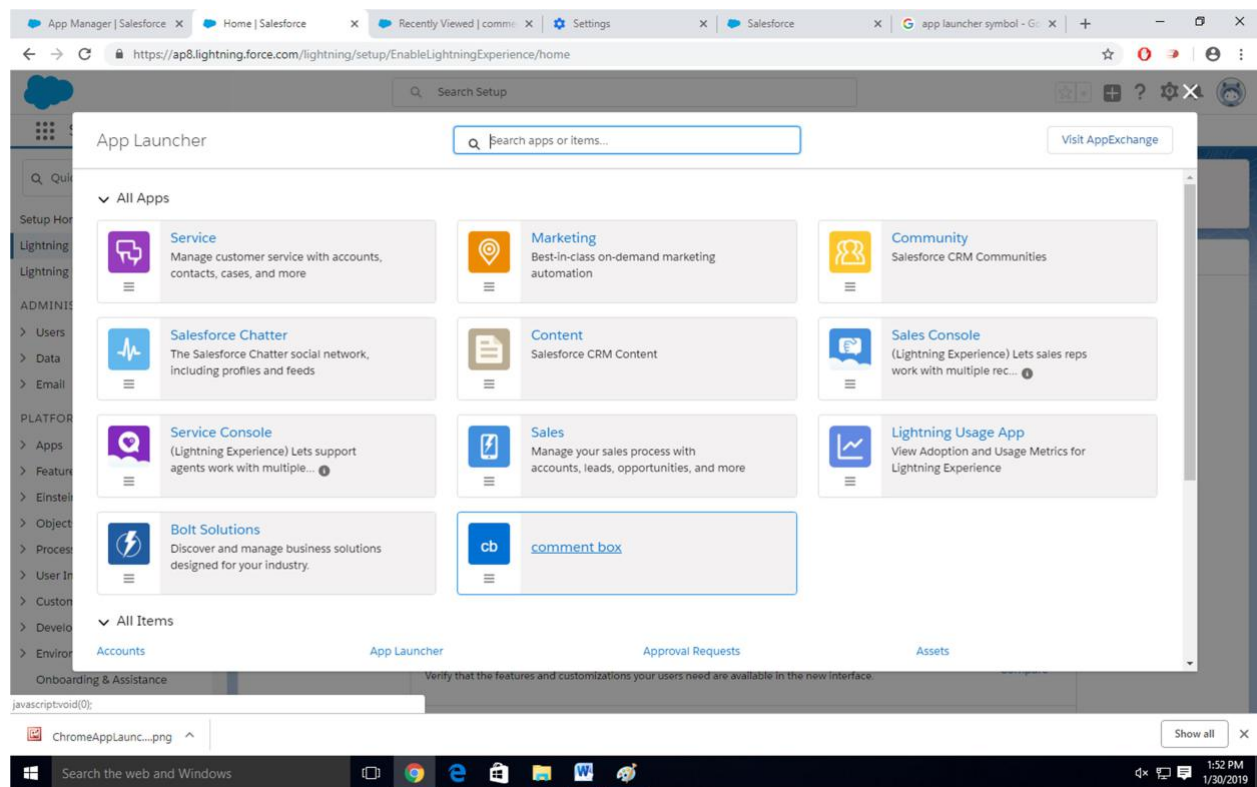 App Manager | Salesforce
Home | Salesforce
Recently Viewed | comme
Settings
Salesforce
app launcher symbol - Go
https://ap8.lightning.force.com/lightning/setup/EnableLightningExperience/home
Search Setup
App Launcher
Search apps or items...
Visit AppExchange
Quic
Setup Hor
Lightning
Lightning
ADMINIS
Users
Data
Email
PLATFOR
Apps
Feature
Einstei
Object
Process
User In
Custon
Develo
Enviror
Onboarding & Assistance
All Apps
Service
Manage customer service with accounts,
contacts, cases, and more
Marketing
Best-in-class on-demand marketing
automation
Community
Salesforce CRM Communities
Salesforce Chatter
The Salesforce Chatter social network,
including profiles and feeds
Content
Salesforce CRM Content
Sales Console
(Lightning Experience) Lets sales reps
work with multiple rec...
Service Console
(Lightning Experience) Lets support
agents work with multiple...
Sales
Manage your sales process with
accounts, leads, opportunities, and more
Lightning Usage App
View Adoption and Usage Metrics for
Lightning Experience
Bolt Solutions
Discover and manage business solutions
designed for your industry.
cb
comment box
All Items
Accounts
App Launcher
Approval Requests
Assets
Verify that the features and customizations your users need are available in the new interface.
javascript:void(0);
ChromeAppLaunc....png
Show all
Search the web and Windows
1:52 PM
1/30/2019